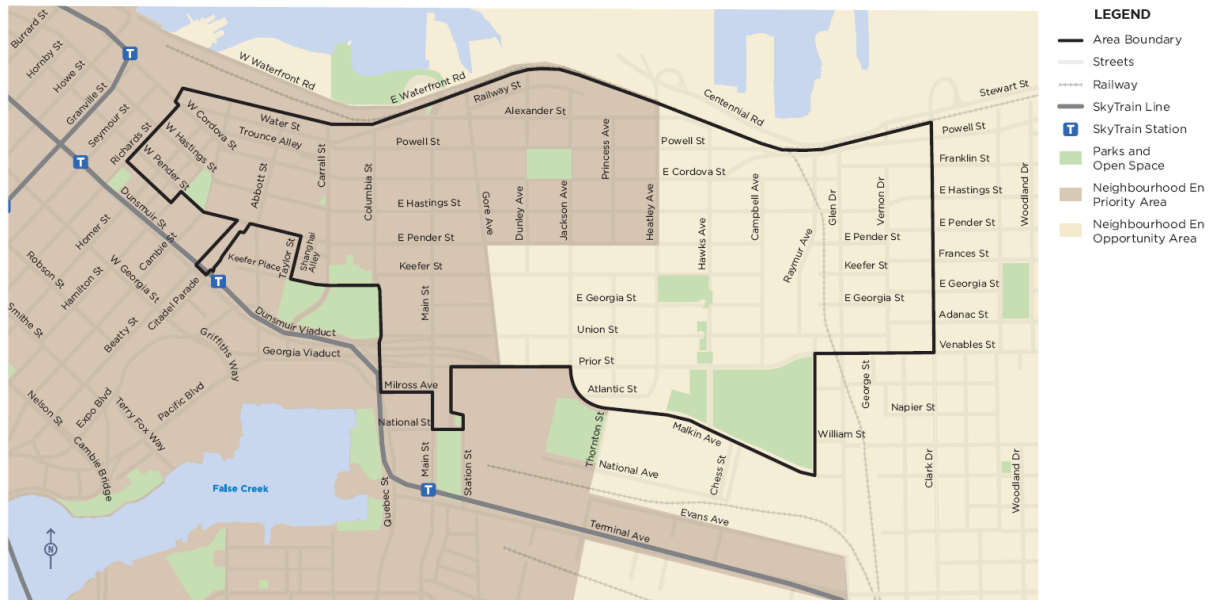 LEGEND
Area Boundary
Streets
Railway
SkyTrain Line
T
SkyTrain Station
Parks and
Open Space
Neighbourhood En
Priority Area
Neighbourhood En
Opportunity Area
Burrard St
Hornby St
Howe St
Granville St
Seymour St
Richards St
T
T
W Waterfront Rd
E Waterfront Rd
Railway St
Centennial Rd
Stewart St
W Cordova St
Water St
Trounce Alley
W Hastings St
W Pender St
Alexander St
Powell St
Powell St
Powell St
E Cordova St
Franklin St
Abbott St
Carrall St
Columbia St
Gore Ave
Dunley Ave
Jackson Ave
Princess Ave
Heatley Ave
Hawks Ave
Campbell Ave
Raymur Ave
Glen Dr
Vernon Dr
Woodland Dr
E Hastings St
E Hastings St
E Pender St
E Pender St
E Pender St
Keefer St
Keefer St
Frances St
E Georgia St
E Georgia St
E Georgia St
Adanac St
Union St
Venables St
Prior St
Atlantic St
Dunsmuir St
Homer St
Cambie St
Robson St
Hamilton St
W Georgia St
Citadel Parade
Beatty St
Smithe St
Keefer Place
Taylor St
Shanghai
Alley
T
Dunsmuir Viaduct
Georgia Viaduct
Griffiths
Way
Main St
Milross Ave
National St
Nelson St
Expo Blvd
Terry Fox Way
Pacific Blvd
Cambie Bridge
False Creek
Quebec St
Main St
Station St
T
Thornton St
Malkin Ave
National Ave
Chess St
Evans Ave
Terminal Ave
George St
Napier St
William St
Clark Dr
Woodland Dr
N